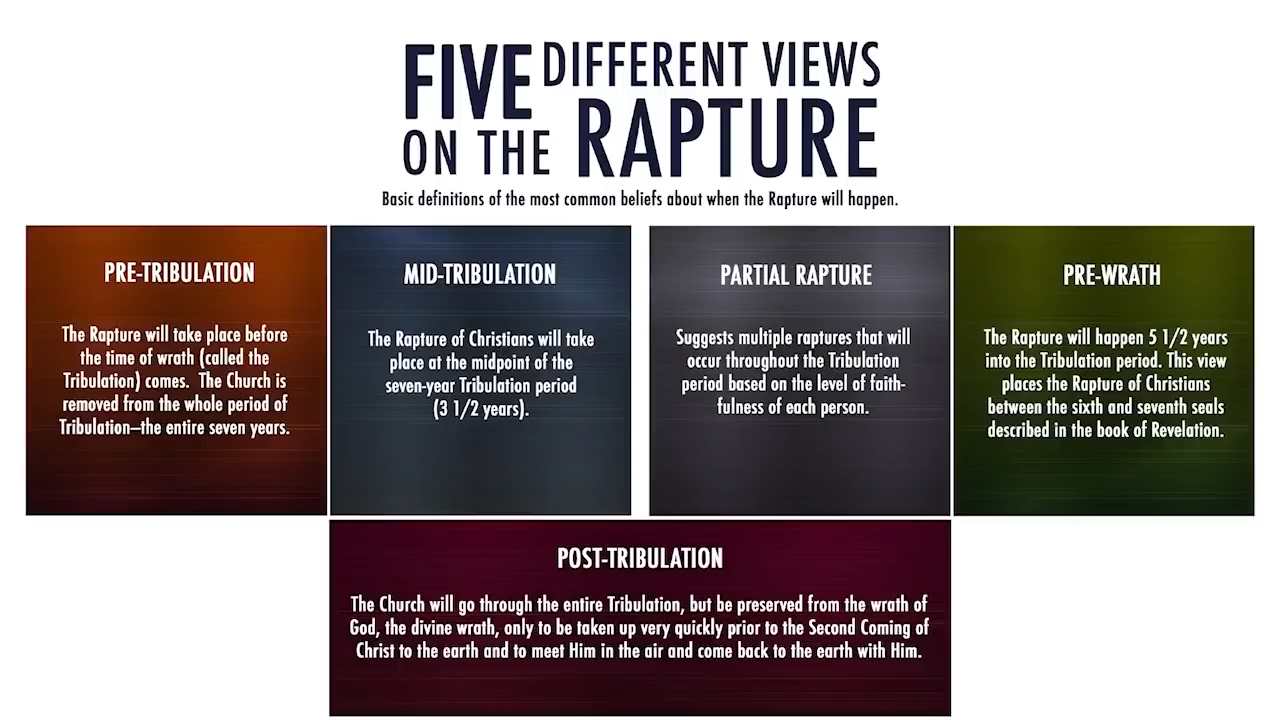 FIVE DIFFERENT VIEWS
ON THE RAPTURE
Basic definitions of the most common beliefs about when the Rapture will happen.
PRE-TRIBULATION
The Rapture will take place before
the time of wrath (called the
Tribulation) comes. The Church is
removed from the whole period of
Tribulation–the entire seven years.
MID-TRIBULATION
The Rapture of Christians will take
place at the midpoint of the
seven-year Tribulation period
(3 1/2 years).
PARTIAL RAPTURE
Suggests multiple raptures that will
occur throughout the Tribulation
period based on the level of faith-
fulness of each person.
PRE-WRATH
The Rapture will happen 5 1/2 years
into the Tribulation period. This view
places the Rapture of Christians
between the sixth and seventh seals
described in the book of Revelation.
POST-TRIBULATION
The Church will go through the entire Tribulation, but be preserved from the wrath of
God, the divine wrath, only to be taken up very quickly prior to the Second Coming of
Christ to the earth and to meet Him in the air and come back to the earth with Him.